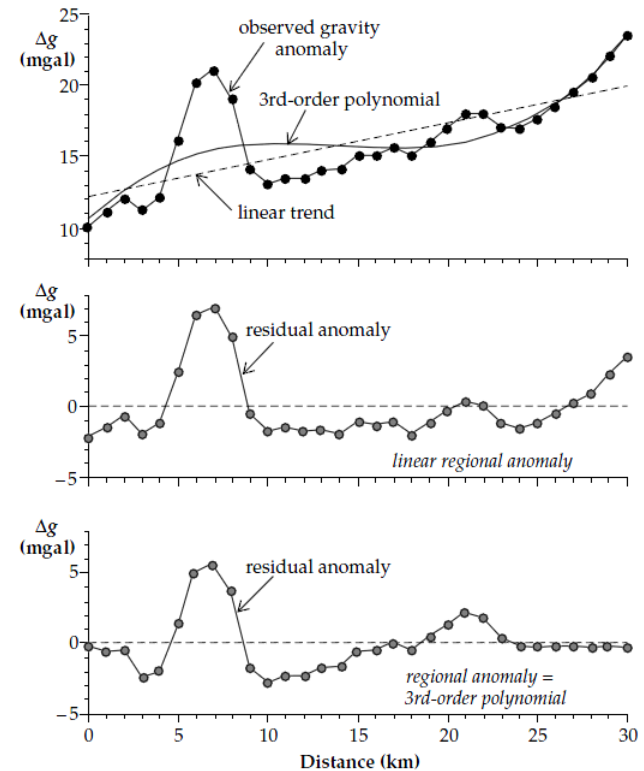 Δg
(mgal)
25
20
15
10
observed gravity
anomaly
3rd-order polynomial
linear trend
Δg
(mgal)
5
0
−5
residual anomaly
linear regional anomaly
Δg
(mgal)
5
0
−5
residual anomaly
regional anomaly =
3rd-order polynomial
0 5 10 15 20 25 30
Distance (km)